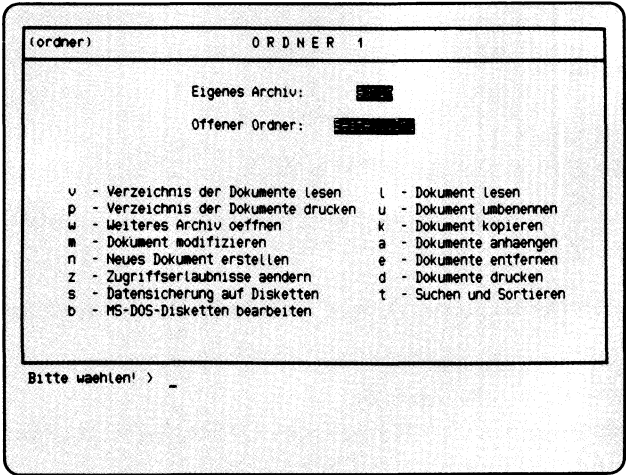 (ordner) O R D N E R 1
Eigenes Archiv:
Offener Ordner:
v - Verzeichnis der Dokumente lesen l - Dokument lesen
p - Verzeichnis der Dokumente drucken u - Dokument umbenennen
w - Weiteres Archiv oeffnen k - Dokument kopieren
m - Dokument modifizieren a - Dokumente anhaengen
n - Neues Dokument erstellen e - Dokumente entfernen
z - Zugriffserlaubnisse aendern d - Dokumente drucken
s - Datensicherung auf Disketten t - Suchen und Sortieren
b - MS-DOS-Disketten bearbeiten
Bitte waehlen! > _